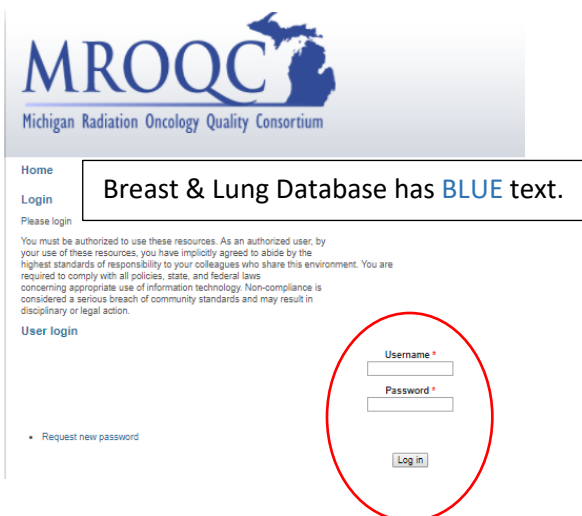 MROQC
Michigan Radiation Oncology Quality Consortium
Home
Breast & Lung Database has BLUE text.
Login
Please login
You must be authorized to use these resources. As an authorized user, by
your use of these resources, you have implicitly agreed to abide by the
highest standards of responsibility to your colleagues who share this environment. You are
required to comply with all policies, state, and federal laws
concerning appropriate use of information technology. Non-compliance is
considered a serious breach of community standards and may result in
disciplinary or legal action.
User login
Username *
Password *
• Request new password
Log in